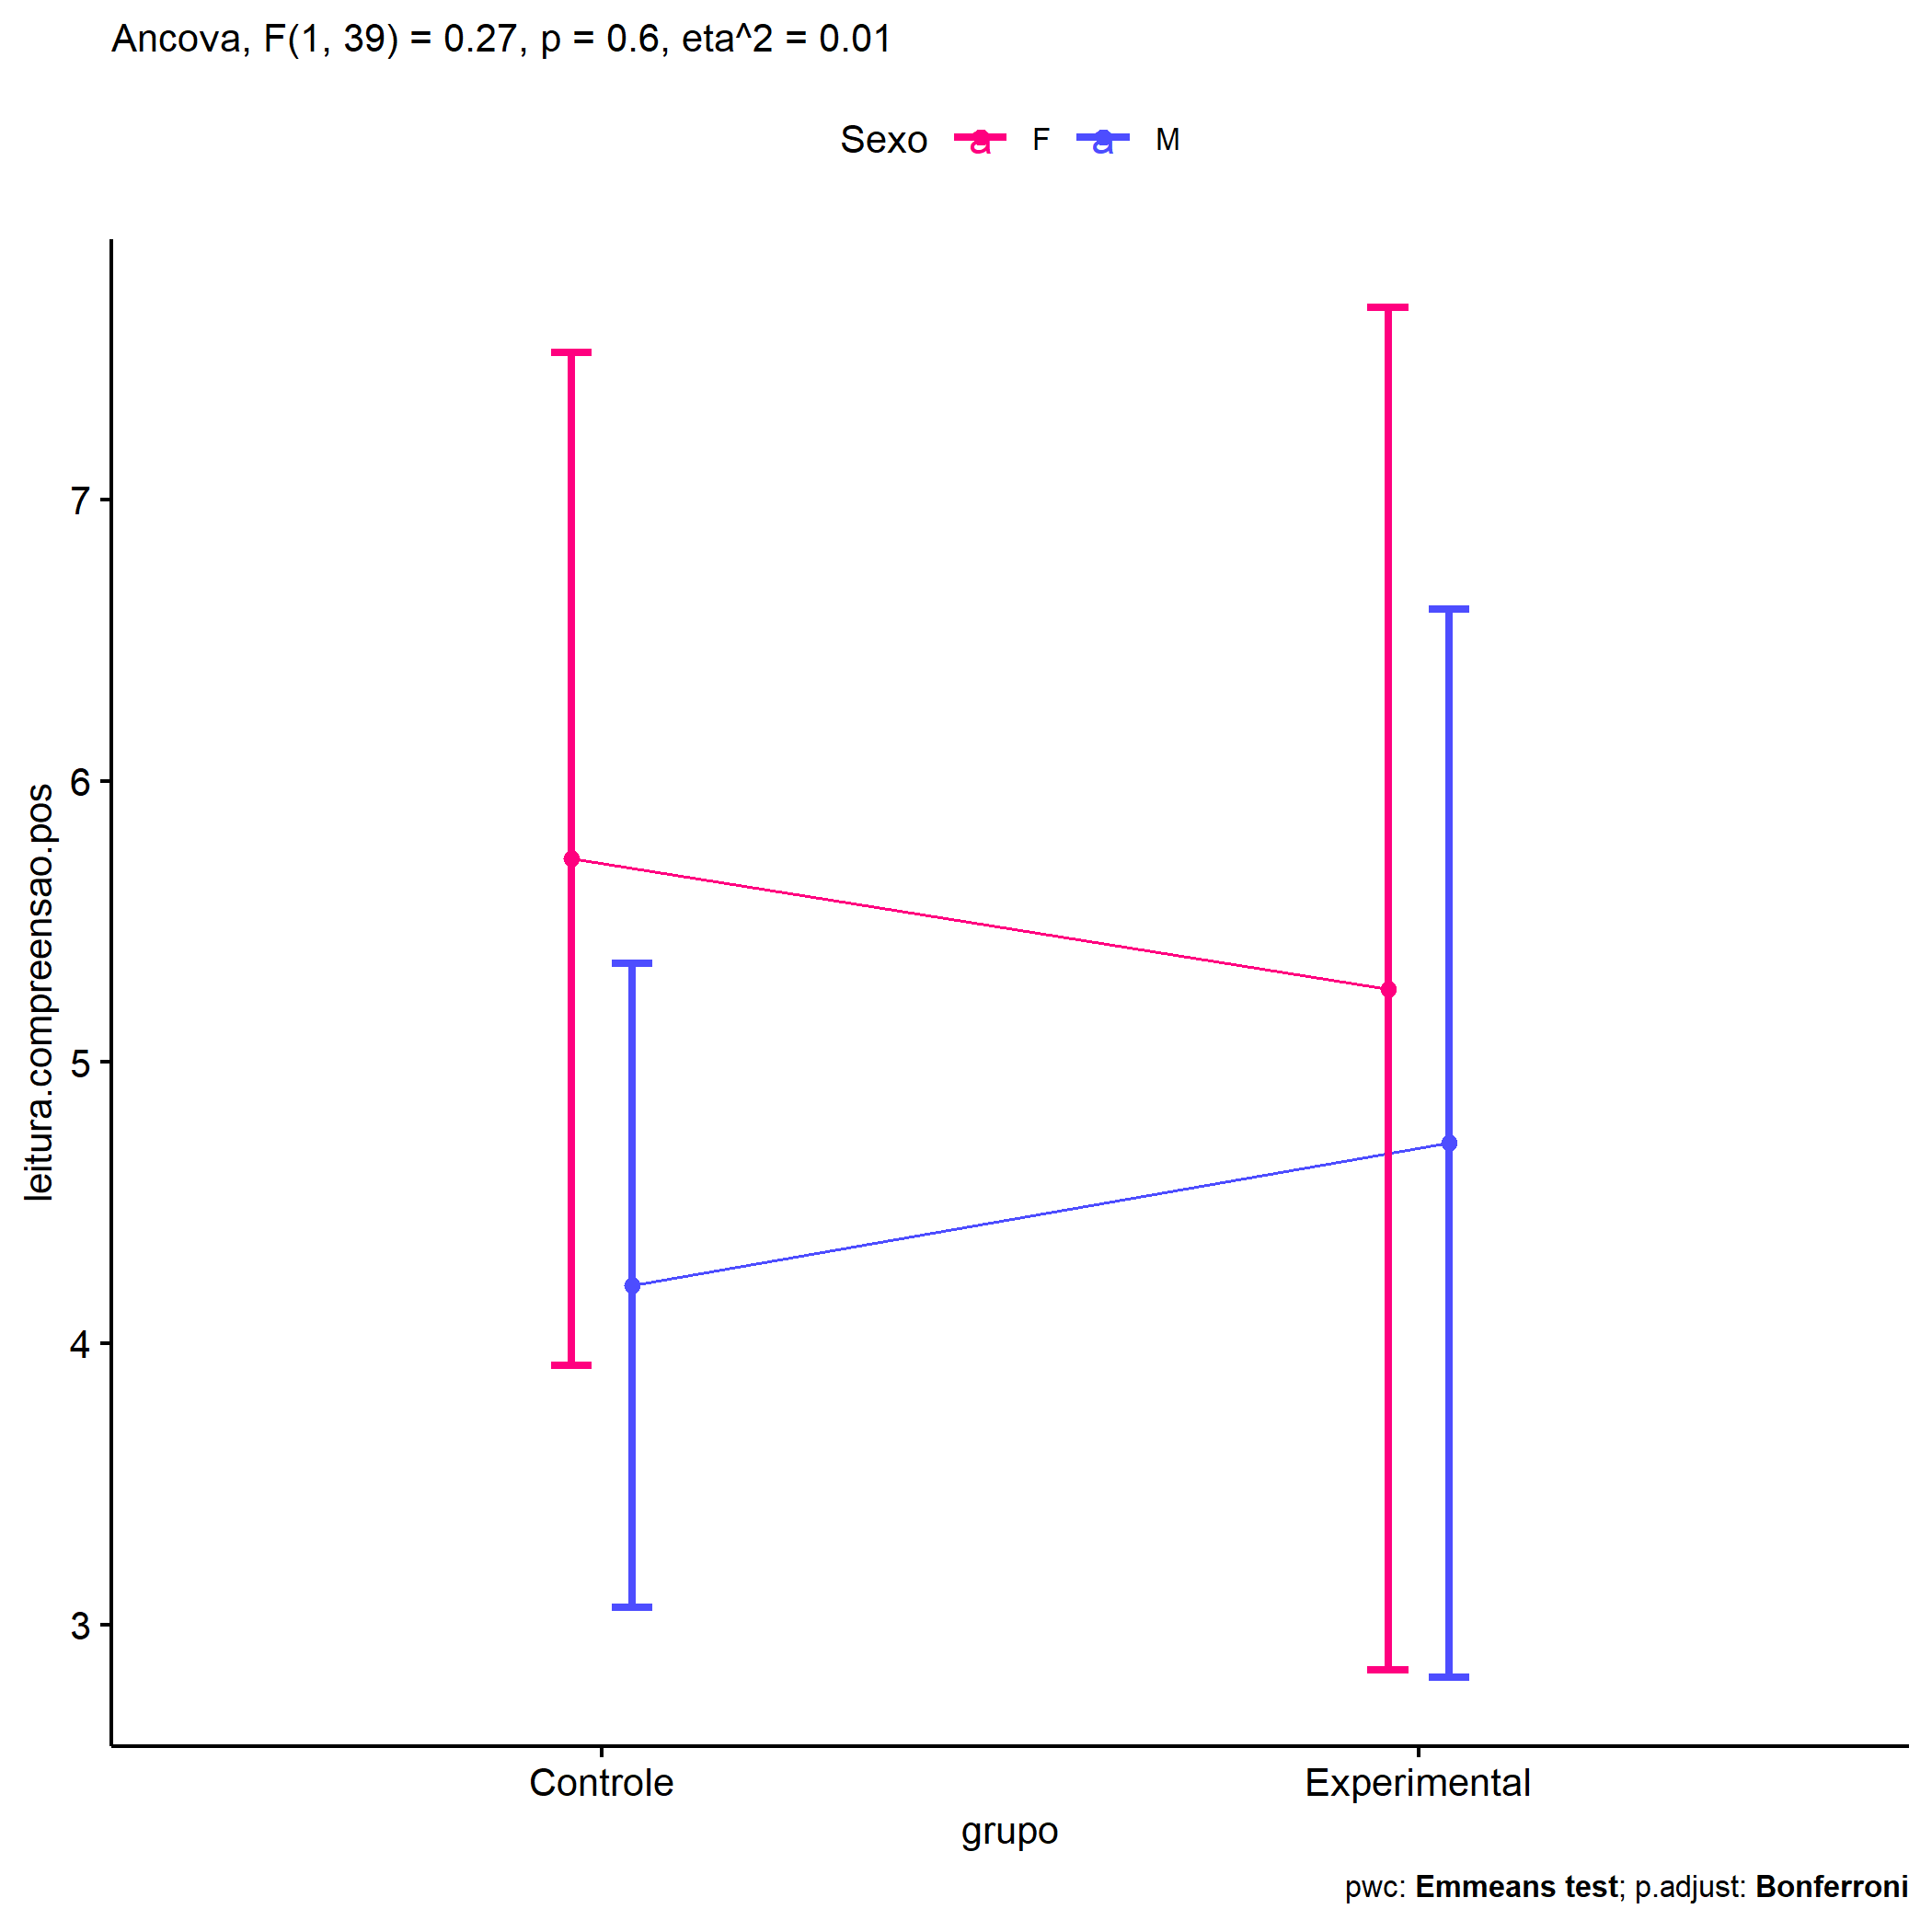 Ancova, F(1, 39) = 0.27, p = 0.6, eta^2 = 0.01
Sexo a F a M
leitura.compreensao.pos
7
6
5
4
3
Controle Experimental
grupo
pwc: Emmeans test; p.adjust: Bonferroni